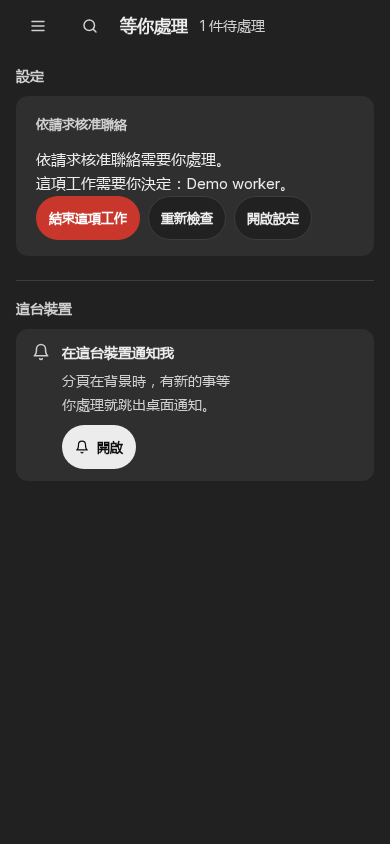 等你處理 1 件待處理
設定
依請求核准聯絡
依請求核准聯絡需要你處理。
這項工作需要你決定：Demo worker。
結束這項工作 重新檢查 開啟設定
這台裝置
在這台裝置通知我
分頁在背景時，有新的事等
你處理就跳出桌面通知。
開啟